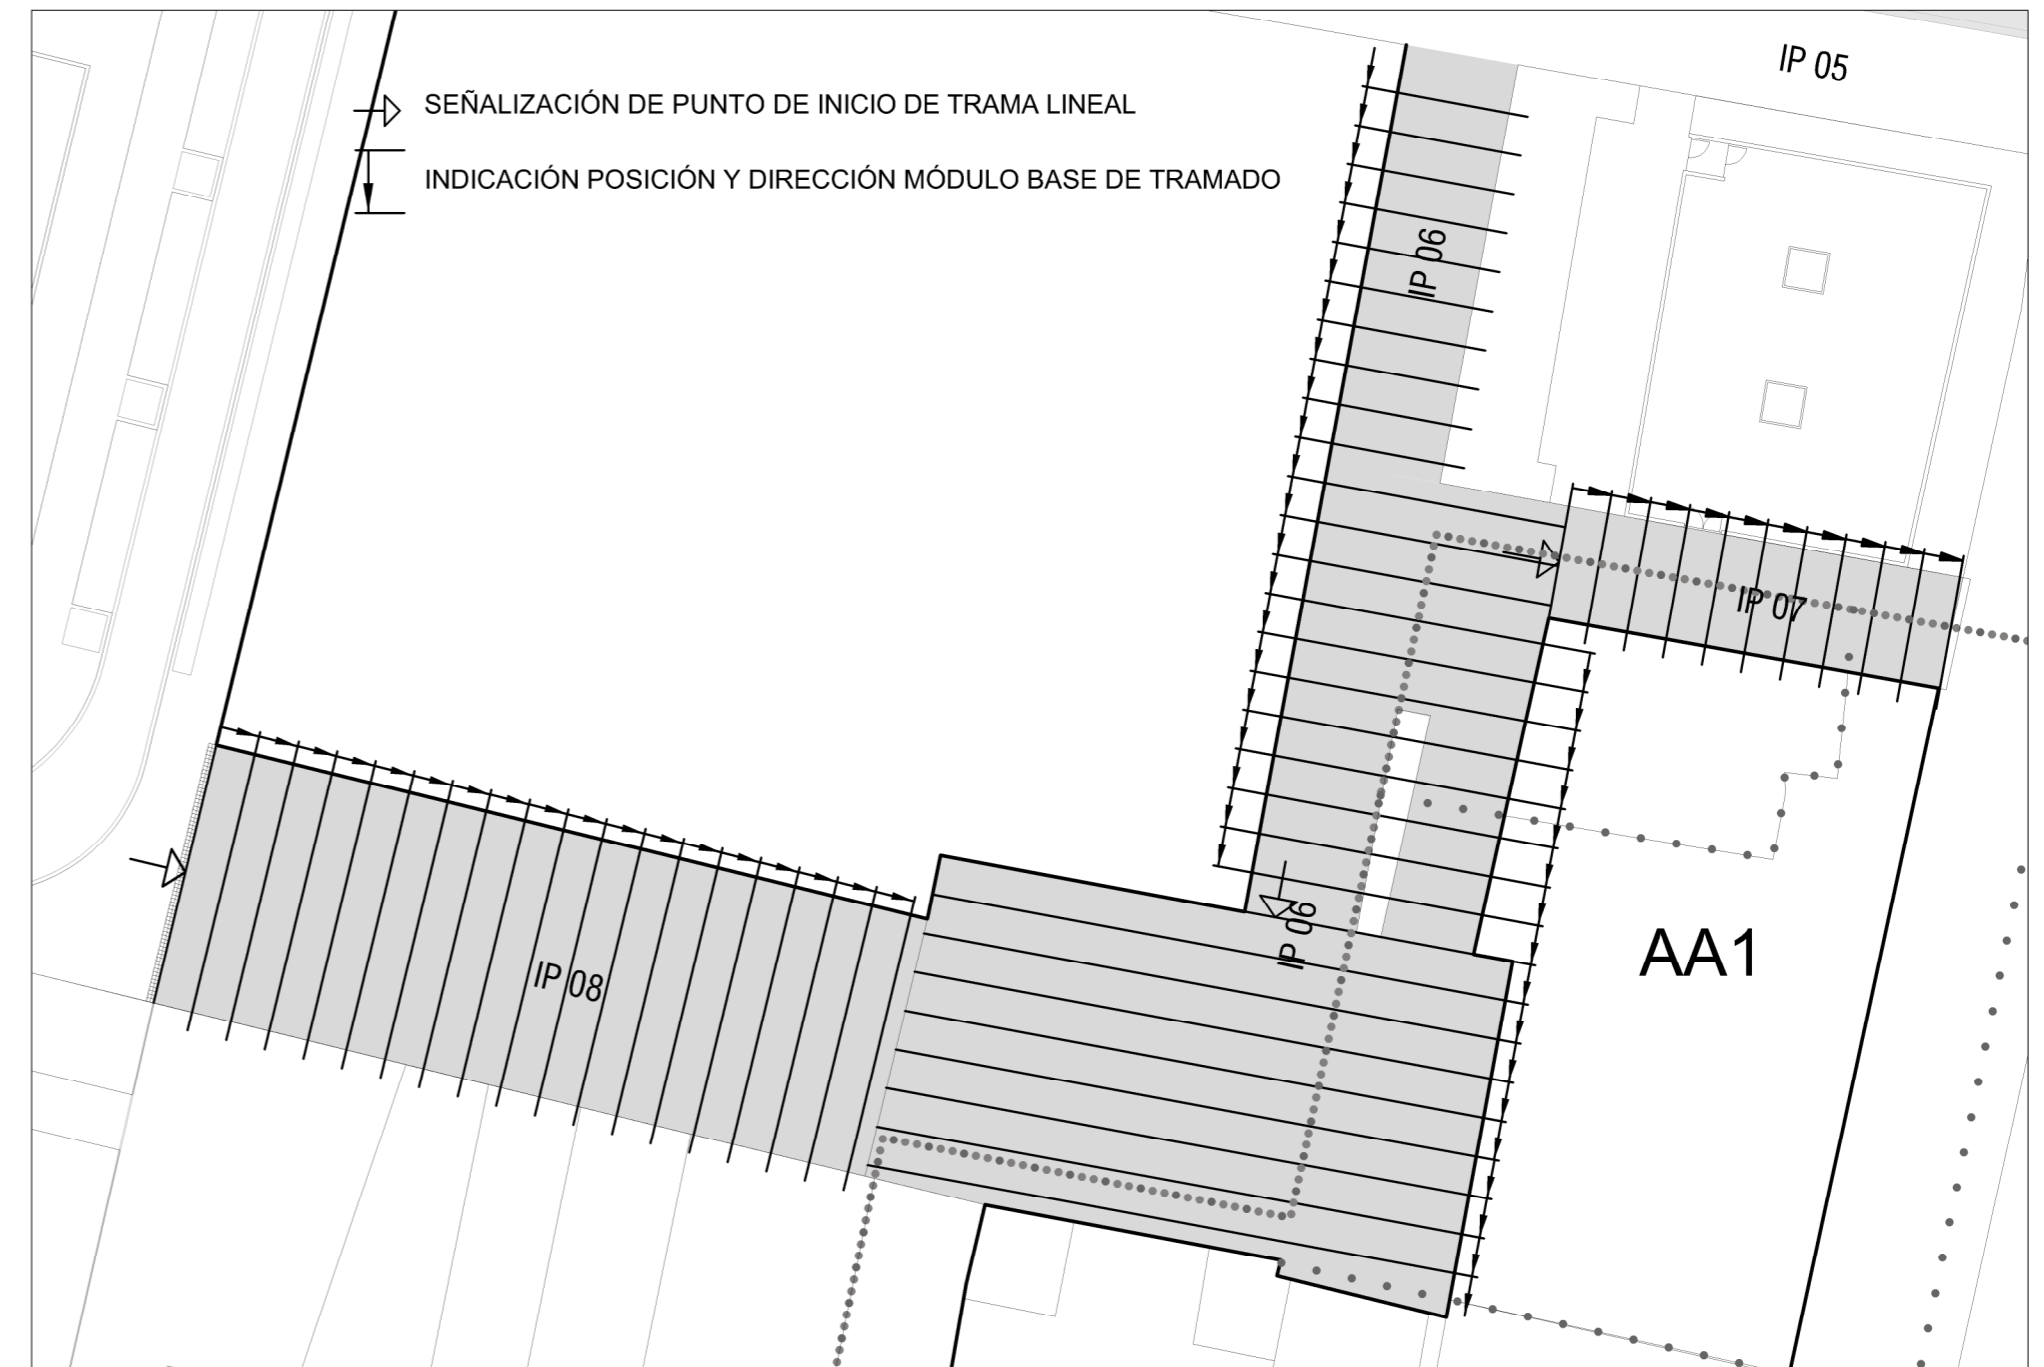 IP 05
SEÑALIZACIÓN DE PUNTO DE INICIO DE TRAMA LINEAL
INDICACIÓN POSICIÓN Y DIRECCIÓN MÓDULO BASE DE TRAMADO
IP 06
IP 07
IP 06
AA1
IP 08